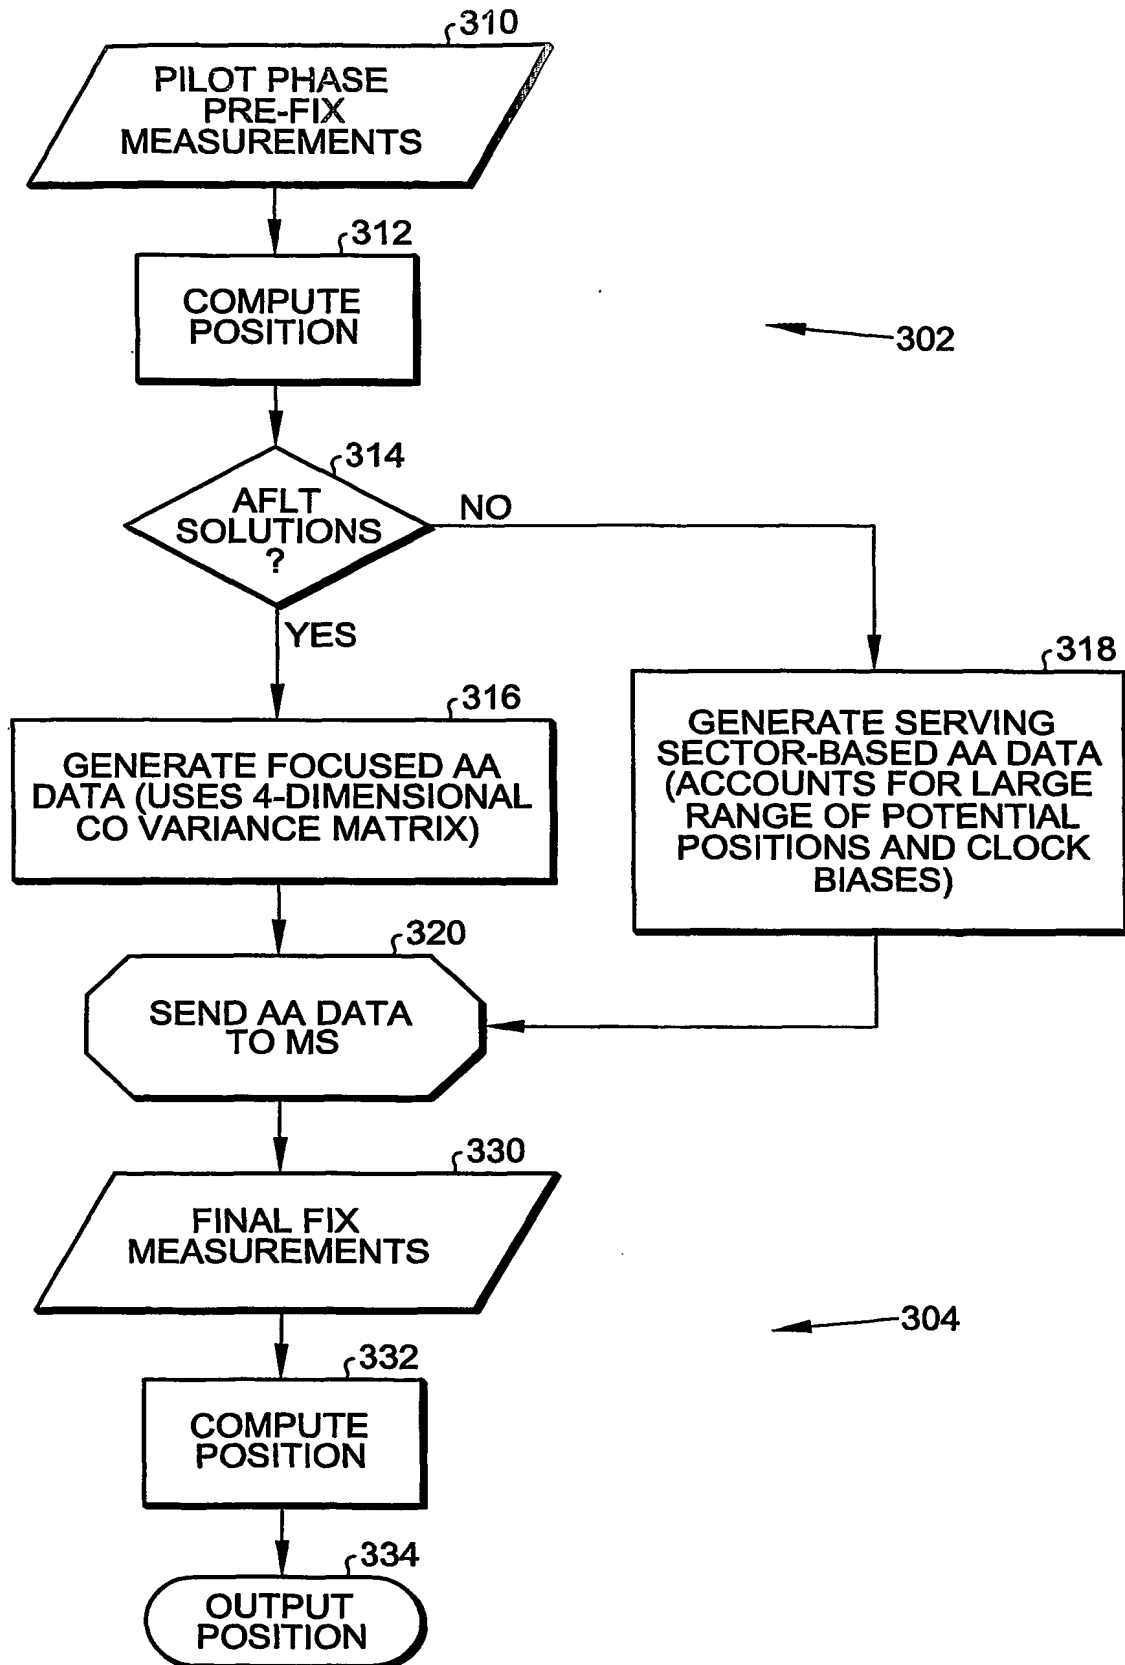 310
PILOT PHASE
PRE-FIX
MEASUREMENTS
312
COMPUTE
POSITION
302
314
AFLT
SOLUTIONS
?
NO
YES
316
GENERATE FOCUSED AA
DATA (USES 4-DIMENSIONAL
CO VARIANCE MATRIX)
318
GENERATE SERVING
SECTOR-BASED AA DATA
(ACCOUNTS FOR LARGE
RANGE OF POTENTIAL
POSITIONS AND CLOCK
BIASES)
320
SEND AA DATA
TO MS
330
FINAL FIX
MEASUREMENTS
304
332
COMPUTE
POSITION
334
OUTPUT
POSITION